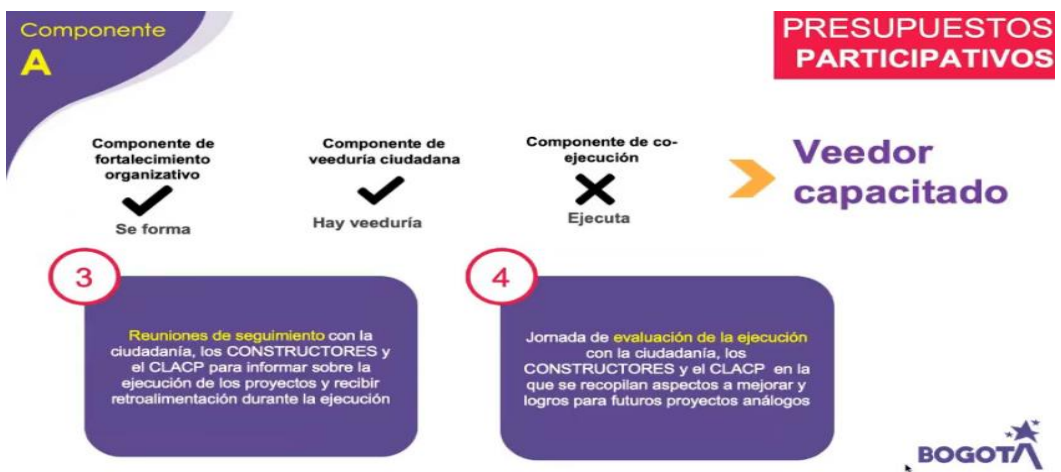 Componente
A
PRESUPUESTOS
PARTICIPATIVOS
Componente de
fortalecimiento
organizativo
Se forma
Componente de
veeduría ciudadana
Hay veeduría
Componente de co-
ejecución
Ejecuta
Veedor
capacitado
3
Reuniones de seguimiento con la
ciudadanía, los CONSTRUCTORES y
el CLACP para informar sobre la
ejecución de los proyectos y recibir
retroalimentación durante la ejecución
4
Jornada de evaluación de la ejecución
con la ciudadanía, los
CONSTRUCTORES y el CLACP en la
que se recopilan aspectos a mejorar y
logros para futuros proyectos análogos
BOGOTÁ